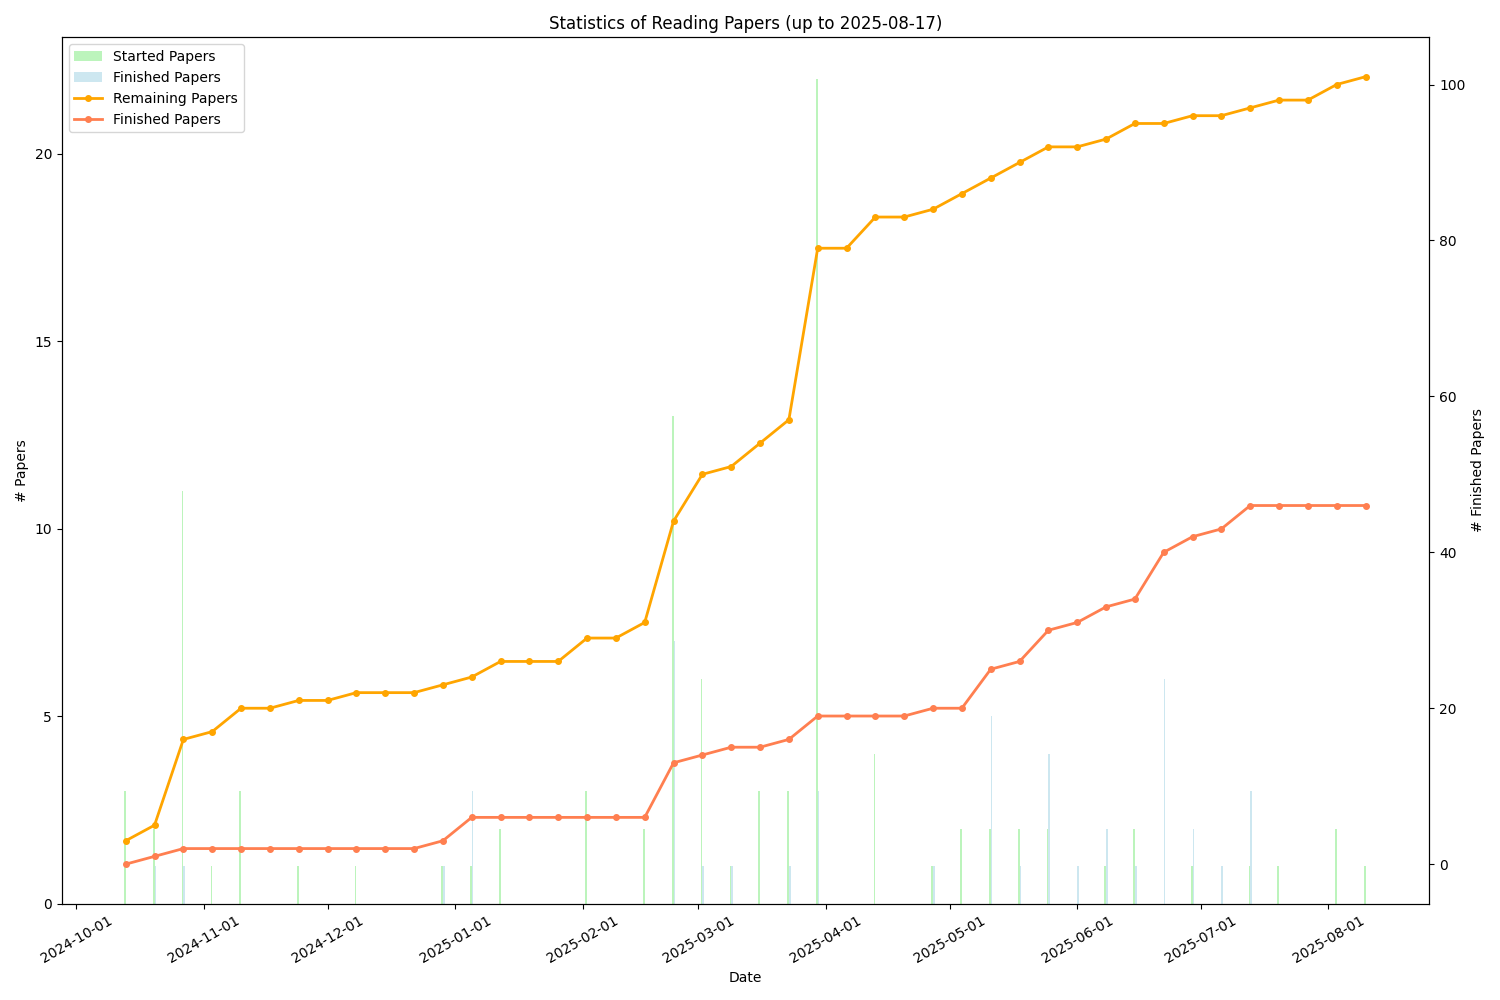 Statistics of Reading Papers (up to 2025-08-17)
Started Papers
Finished Papers
Remaining Papers
Finished Papers
# Papers
20
15
10
5
0
# Finished Papers
100
80
60
40
20
0
2024-10-01
2024-11-01
2024-12-01
2025-01-01
2025-02-01
2025-03-01
2025-04-01
2025-05-01
2025-06-01
2025-07-01
2025-08-01
Date